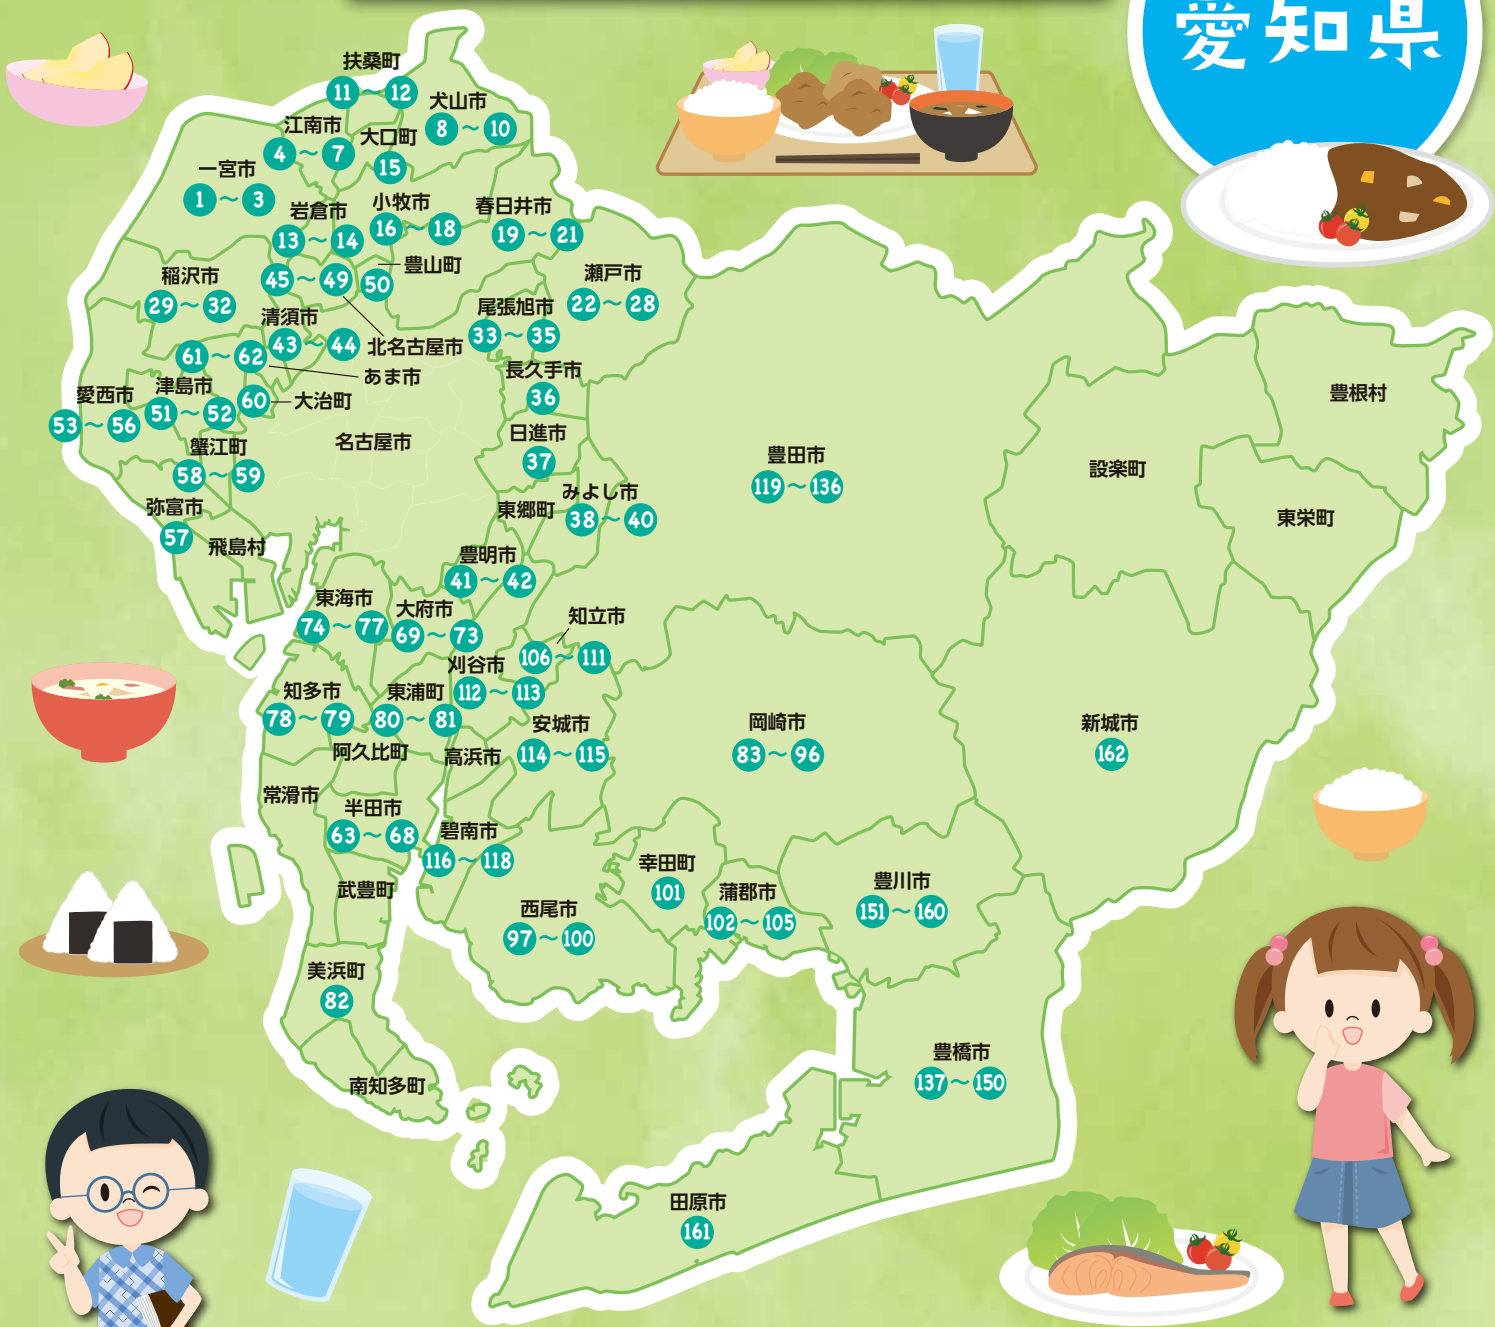 愛知県
扶桑町
11～12
犬山市
8～10
江南市
4～7
大口町
15
一宮市
1～3
岩倉市
13～14
小牧市
16～18
春日井市
19～21
豊山町
50
45～49
北名古屋市
稲沢市
29～32
瀬戸市
22～28
清須市
43～44
尾張旭市
33～35
61～62
あま市
長久手市
36
愛西市
53～56
津島市
51～52
60
大治町
名古屋市
日進市
37
蟹江町
58～59
豊田市
119～136
設楽町
豊根村
東栄町
弥富市
57
飛島村
東郷町
みよし市
38～40
豊明市
41～42
東海市
74～77
大府市
69～73
知立市
106～111
刈谷市
112～113
知多市
78～79
東浦町
80～81
阿久比町
高浜市
安城市
114～115
岡崎市
83～96
新城市
162
常滑市
半田市
63～68
碧南市
116～118
武豊町
幸田町
101
蒲郡市
102～105
豊川市
151～160
西尾市
97～100
美浜町
82
豊橋市
137～150
南知多町
田原市
161